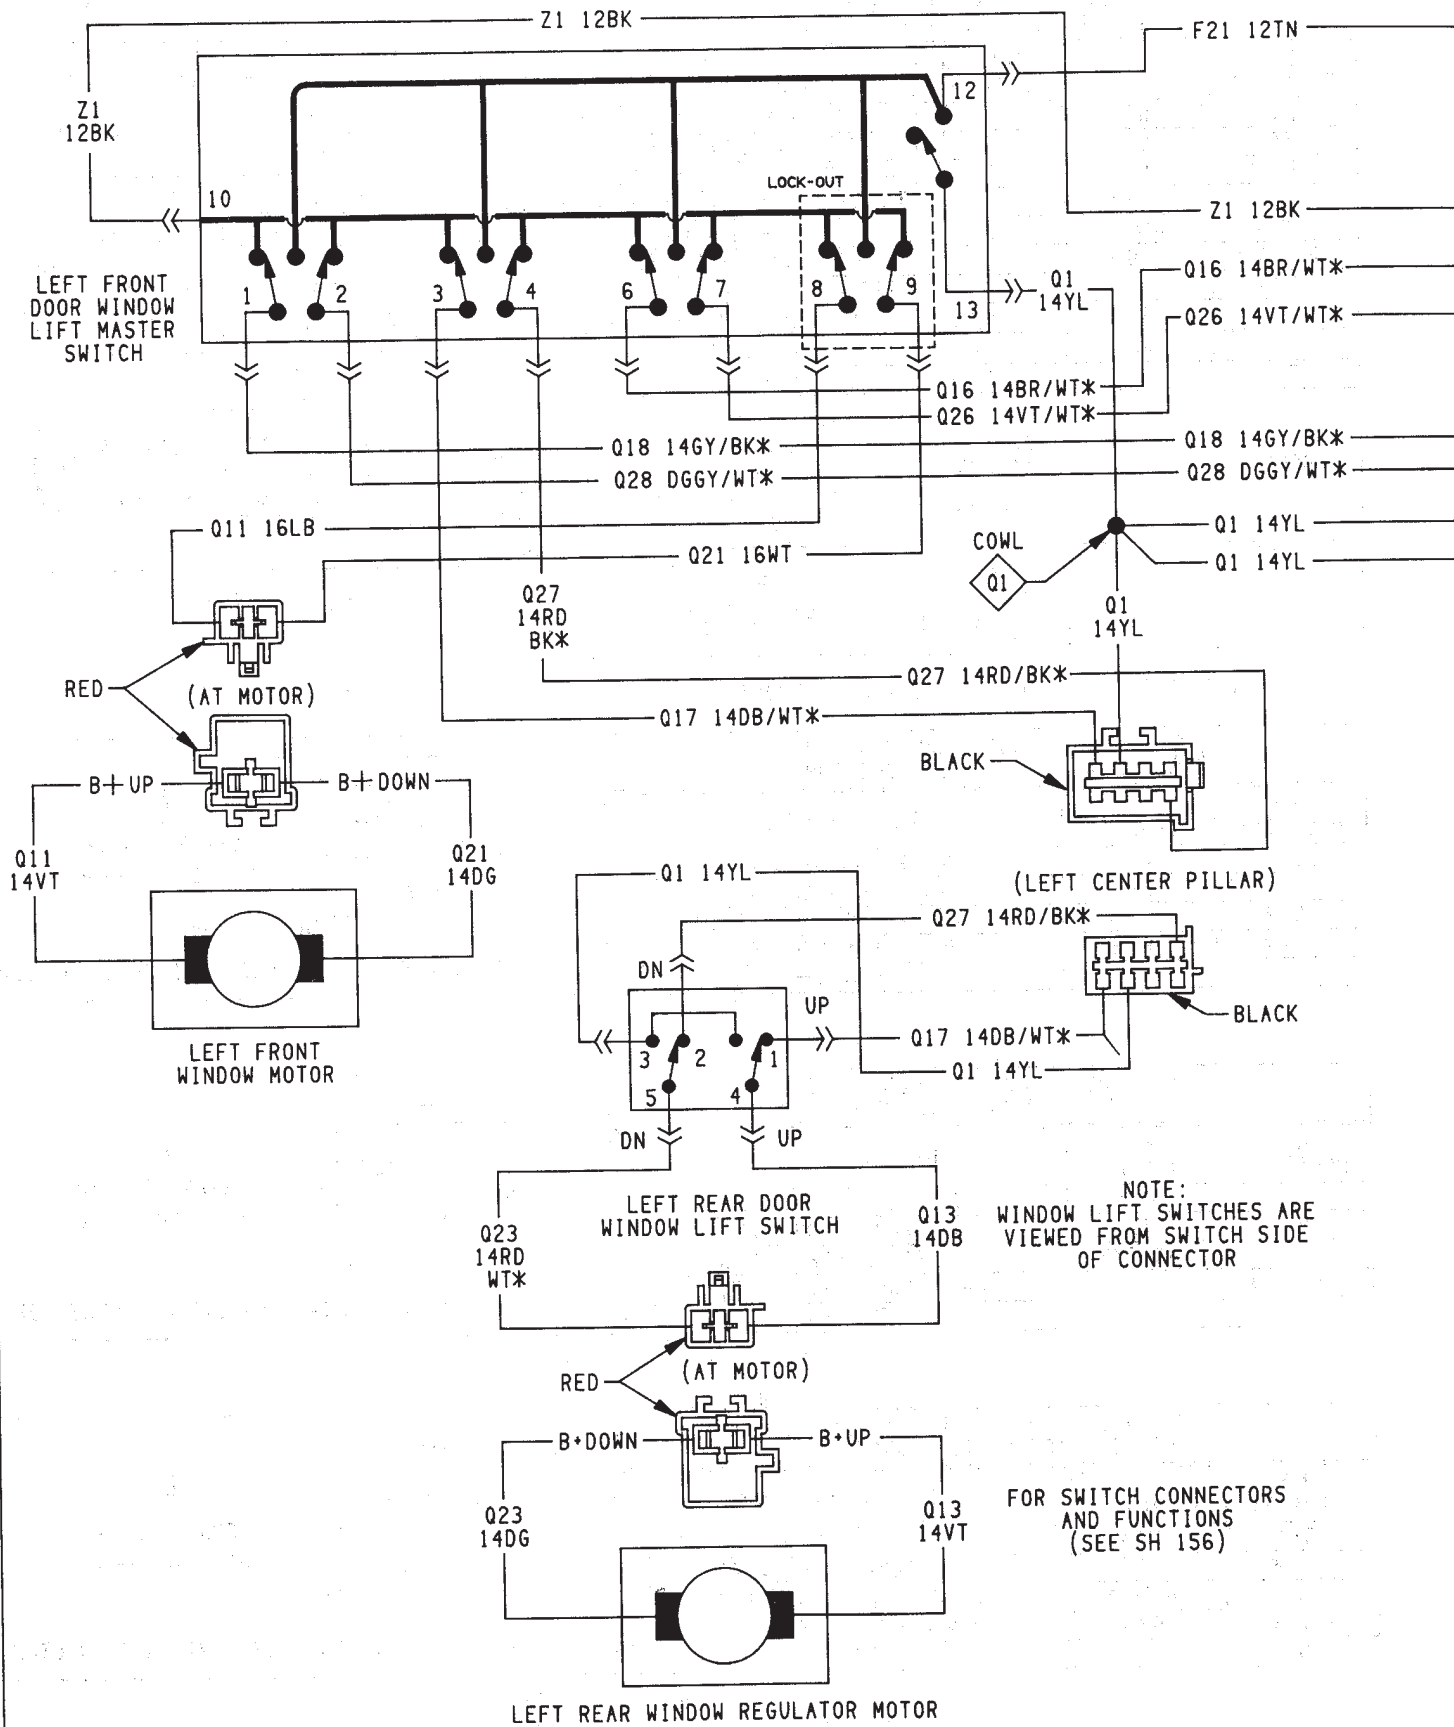 Z1 12BK
F21 12TN
12
Z1
12BK
10
LOCK-OUT
Z1 12BK
Q16 14BR/WT*
Q1
14YL
13
Q26 14VT/WT*
LEFT FRONT
DOOR WINDOW
LIFT MASTER
SWITCH
1
2
3
4
6
7
8
9
Q16 14BR/WT*
Q26 14VT/WT*
Q18 14GY/BK*
Q18 14GY/BK*
Q28 DGGY/WT*
Q28 DGGY/WT*
Q11 16LB
Q21 16WT
Q1 14YL
COWL
Q1
Q1 14YL
Q27
14RD
BK*
Q1
14YL
RED
(AT MOTOR)
Q27 14RD/BK*
Q17 14DB/WT*
BLACK
B+UP
B+DOWN
Q11
14VT
Q21
14DG
(LEFT CENTER PILLAR)
Q1 14YL
Q27 14RD/BK*
DN
UP
BLACK
Q17 14DB/WT*
Q1 14YL
3
2
1
5
4
LEFT FRONT
WINDOW MOTOR
DN
UP
LEFT REAR DOOR
WINDOW LIFT SWITCH
Q23
14RD
WT*
Q13
14DB
NOTE:
WINDOW LIFT SWITCHES ARE
VIEWED FROM SWITCH SIDE
OF CONNECTOR
RED
(AT MOTOR)
B+DOWN
B+UP
Q23
14DG
Q13
14VT
FOR SWITCH CONNECTORS
AND FUNCTIONS
(SEE SH 156)
LEFT REAR WINDOW REGULATOR MOTOR